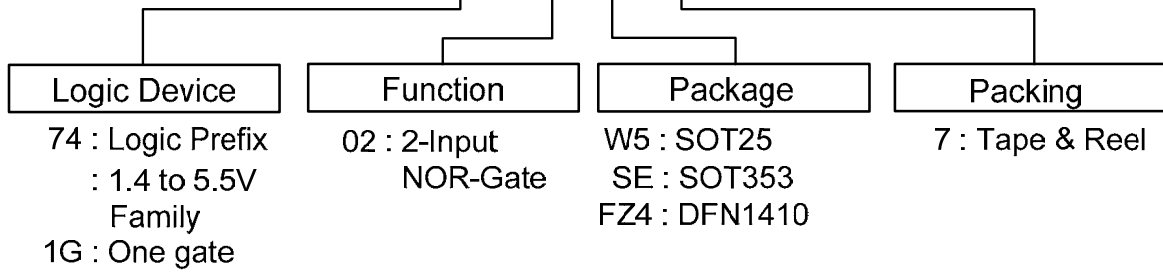 Logic Device
Function
Package
Packing
74 : Logic Prefix
: 1.4 to 5.5V
Family
1G : One gate
02 : 2-Input
NOR-Gate
W5 : SOT25
SE : SOT353
FZ4 : DFN1410
7 : Tape & Reel